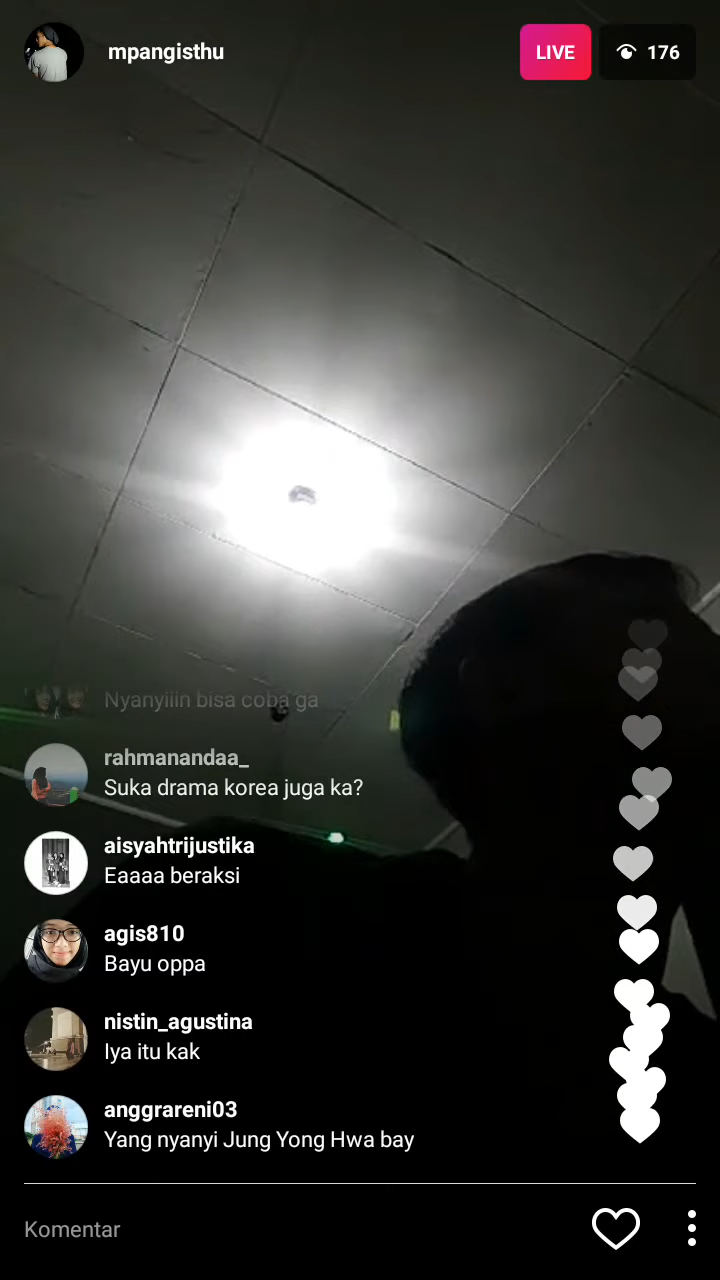 mpangisthu
LIVE
176
Nyanyiiin bisa coba ga
rahmanandaa_
Suka drama korea juga ka?
aisyahtrijustika
Eaaaa beraksi
agis810
Bayu oppa
nistin_agustina
Iya itu kak
anggrareni03
Yang nyanyi Jung Yong Hwa bay
Komentar